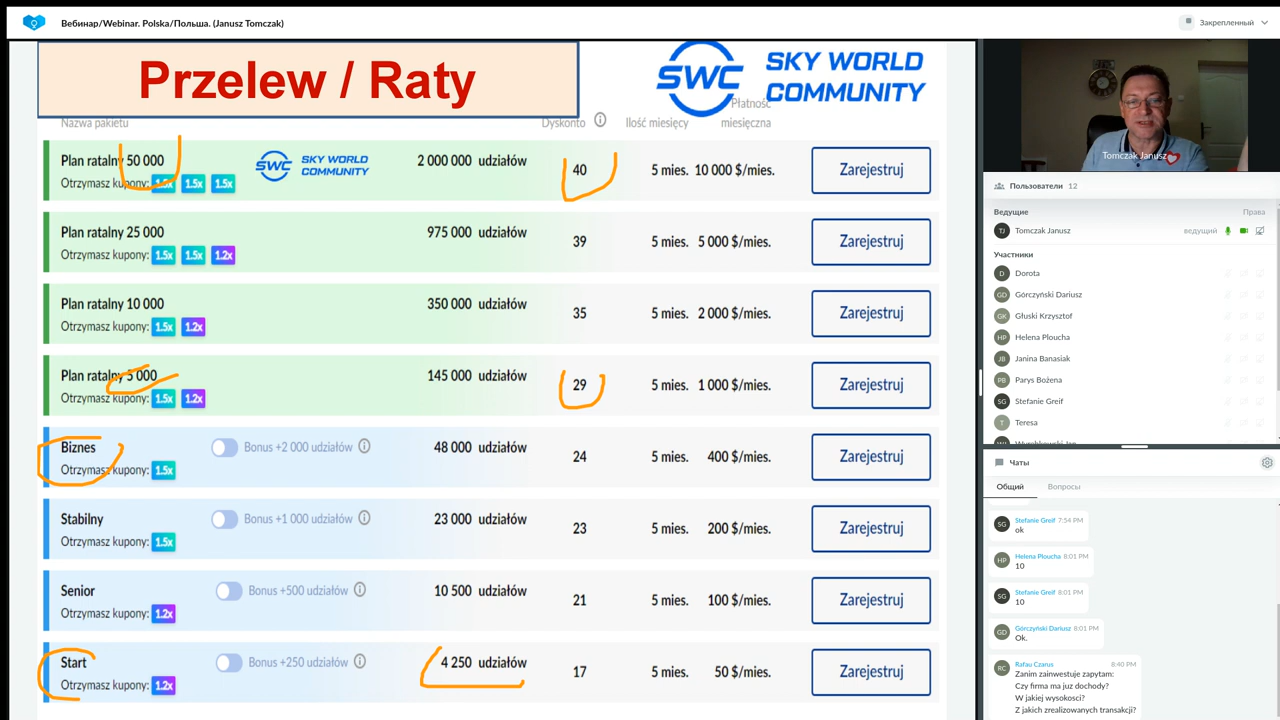 Вебинар/Webinar. Polska/Польша. (Janusz Tomczak)
Закрепленный
Przelew / Raty
SWC
SKY WORLD
COMMUNITY
Nazwa pakietu
Dyskonto
Ilość miesięcy
Płatność
miesięczna
Plan ratalny 50 000
SWC SKY WORLD
COMMUNITY
2 000 000 udziałów
40
5 mies. 10 000 $/mies.
Zarejestruj
Otrzymasz kupony: 1.5x 1.5x 1.5x
Plan ratalny 25 000
975 000 udziałów
39
5 mies. 5 000 $/mies.
Zarejestruj
Otrzymasz kupony: 1.5x 1.5x 1.2x
Plan ratalny 10 000
350 000 udziałów
35
5 mies. 2 000 $/mies.
Zarejestruj
Otrzymasz kupony: 1.5x 1.2x
Plan ratalny 5 000
145 000 udziałów
29
5 mies. 1 000 $/mies.
Zarejestruj
Otrzymasz kupony: 1.5x 1.2x
Biznes
Bonus +2 000 udziałów
48 000 udziałów
24
5 mies. 400 $/mies.
Zarejestruj
Otrzymasz kupony: 1.5x
Stabilny
Bonus +1 000 udziałów
23 000 udziałów
23
5 mies. 200 $/mies.
Zarejestruj
Otrzymasz kupony: 1.5x
Senior
Bonus +500 udziałów
10 500 udziałów
21
5 mies. 100 $/mies.
Zarejestruj
Otrzymasz kupony: 1.2x
Start
Bonus +250 udziałów
4 250 udziałów
17
5 mies. 50 $/mies.
Zarejestruj
Otrzymasz kupony: 1.2x
Tomczak Janusz
Пользователи 12
Ведущие
Права
TJ Tomczak Janusz
ведущий
Участники
D Dorota
GD Górczyński Dariusz
GK Głuski Krzysztof
HP Helena Ploucha
JB Janina Banasiak
PB Parys Bożena
SG Stefanie Greif
T Teresa
Чаты
Общий
Вопросы
SG Stefanie Greif 7:54 PM
ok
HP Helena Ploucha 8:01 PM
10
SG Stefanie Greif 8:01 PM
10
GD Górczyński Dariusz 8:01 PM
Ok.
RC Rafau Czarus 8:40 PM
Zanim zainwestuje zapytam:
Czy firma ma juz dochody?
W jakiej wysokosci?
Z jakich zrealizowanych transakcji?